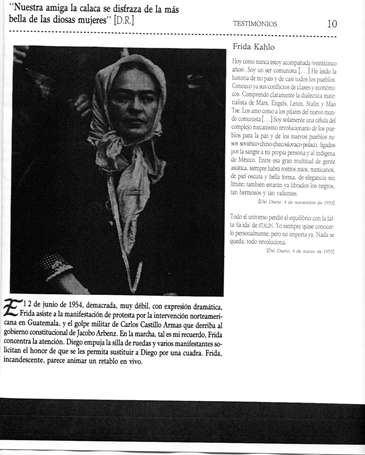 "Nuestra amiga la calaca se disfraza de la más
bella de las diosas mujeres" [D.R.]
TESTIMONIOS 10
Frida Kahlo
Hoy como nunca estoy acompañada (veinticinco
años). Soy un ser comunista […] He leído la
historia de mi país y de casi todos los pueblos.
Conozco ya sus conflictos de clases y econó-
micos. Comprendo claramente la dialéctica mate-
rialista de Marx, Engels, Lenin, Stalin y Mao
Tse. Los amo como a los pilares del nuevo mun-
do comunista […] Soy solamente una célula del
complejo mecanismo revolucionario de los pue-
blos para la paz y de los nuevos pueblos ru-
sos-soviético-chino-checoslovaco-polaco, ligados
por la sangre a mi propia persona y al indígena
de México. Entre esa gran multitud de gente
asiática, siempre habrá rostros míos, mexicanos,
de piel oscura y bella forma, de elegancia sin
límite; también estarán ya librados los negros,
tan hermosos y tan valientes.
[Del Diario, 4 de noviembre de 1952]
Todo el universo perdió el equilibrio con la fal-
ta (la ida) de STALIN. Yo siempre quise conocer-
lo personalmente, pero no importa ya. Nada se
queda; todo revoluciona.
[Del Diario, 4 de marzo de 1953]
El 2 de junio de 1954, demacrada, muy débil, con expresión dramática,
Frida asiste a la manifestación de protesta por la intervención norteameri-
cana en Guatemala, y el golpe militar de Carlos Castillo Armas que derriba al
gobierno constitucional de Jacobo Arbenz. En la marcha, tal es mi recuerdo, Frida
concentra la atención. Diego empuja la silla de ruedas y varios manifestantes so-
licitan el honor de que se les permita sustituir a Diego por una cuadra. Frida,
incandescente, parece animar un retablo en vivo.